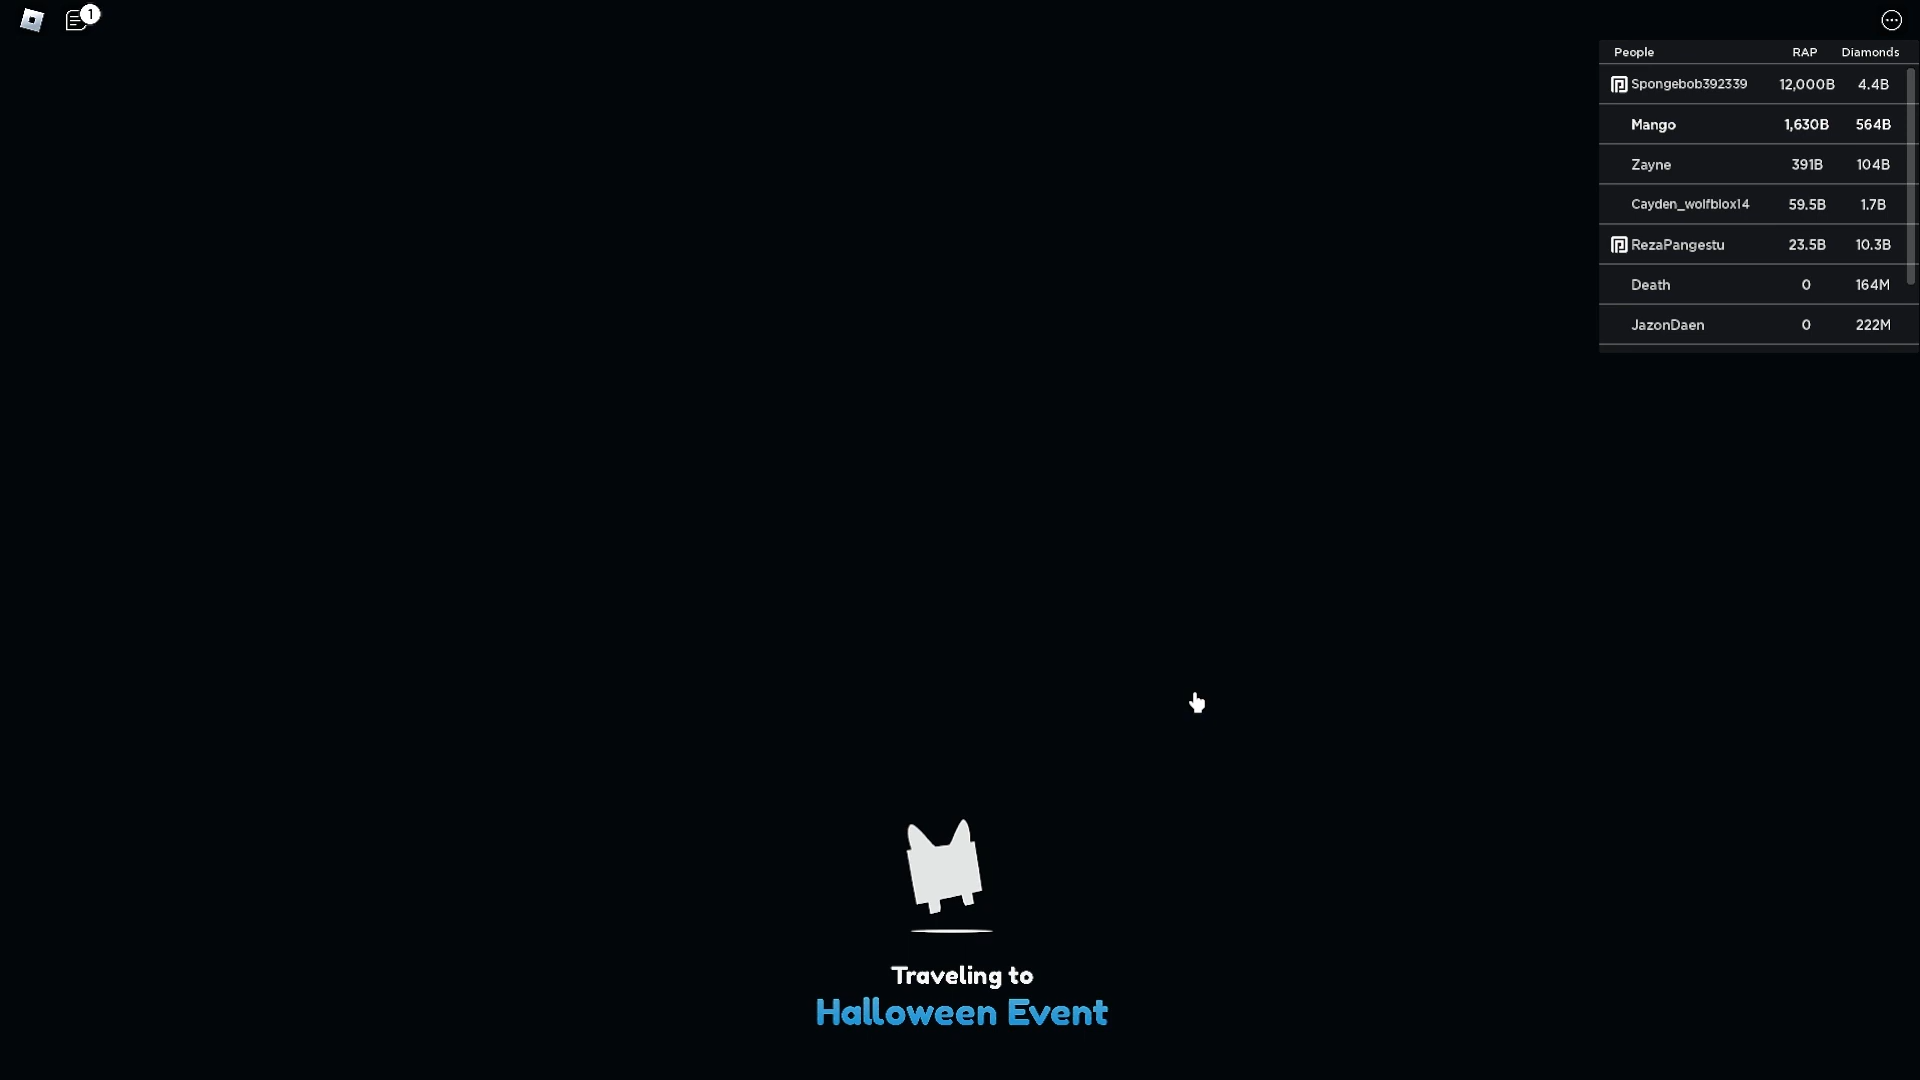 1
People RAP Diamonds
Spongebob392339 12,000B 4.4B
Mango 1,630B 564B
Zayne 391B 104B
Cayden_wolfblox14 59.5B 1.7B
RezaPangestu 23.5B 10.3B
Death 0 164M
JazonDaen 0 222M
Traveling to
Halloween Event